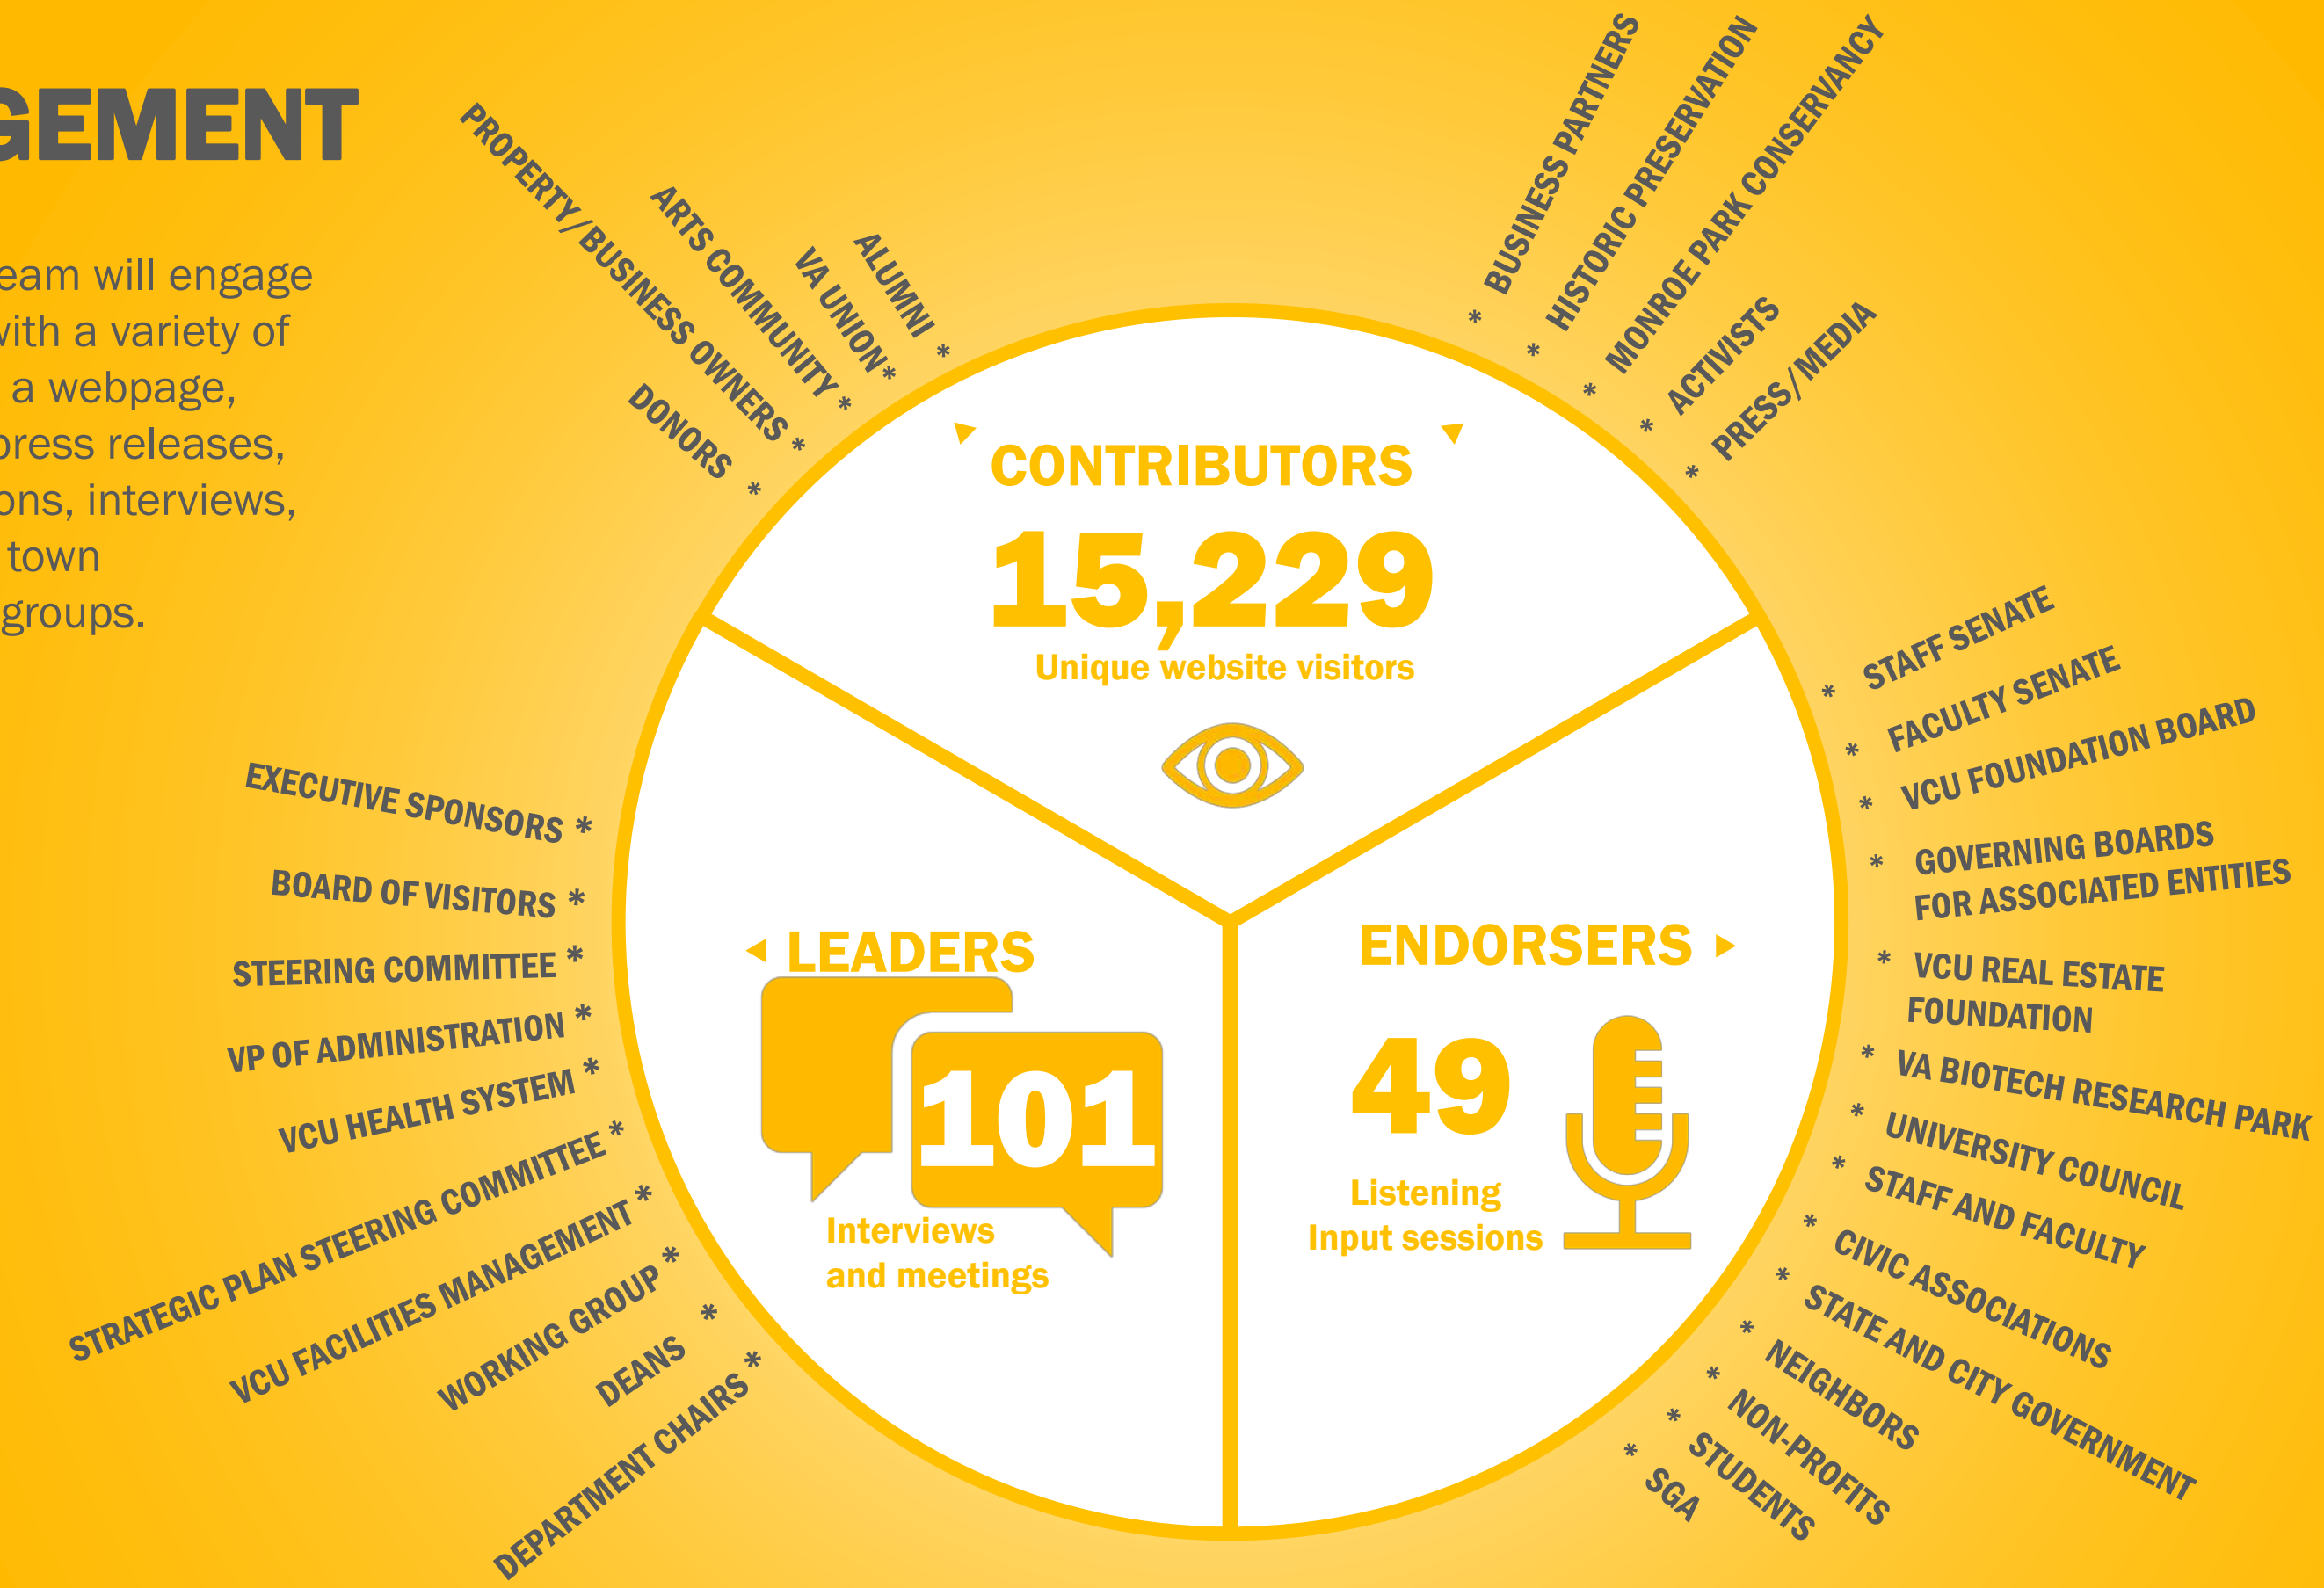 GEMENT
eam will engage
with a variety of
a webpage,
press releases,
ons, interviews,
town
groups.
PROPERTY/BUSINESS OWNERS *
ARTS COMMUNITY *
VA UNION *
ALUMNI *
DONORS *
* BUSINESS PARTNERS
* HISTORIC PRESERVATION
* MONROE PARK CONSERVANCY
* ACTIVISTS
* PRESS/MEDIA
CONTRIBUTORS
15,229
Unique website visitors
EXECUTIVE SPONSORS *
BOARD OF VISITORS *
STEERING COMMITTEE *
VP OF ADMINISTRATION *
VCU HEALTH SYSTEM *
STRATEGIC PLAN STEERING COMMITTEE *
VCU FACILITIES MANAGEMENT *
WORKING GROUP *
DEANS *
DEPARTMENT CHAIRS *
LEADERS
101
Interviews
and meetings
ENDORSERS
49
Listening
Input sessions
* STAFF SENATE
* FACULTY SENATE
* VCU FOUNDATION BOARD
* GOVERNING BOARDS
FOR ASSOCIATED ENTITIES
* VCU REAL ESTATE
FOUNDATION
* VA BIOTECH RESEARCH PARK
* UNIVERSITY COUNCIL
* STAFF AND FACULTY
* CIVIC ASSOCIATIONS
* STATE AND CITY GOVERNMENT
* NEIGHBORS
* NON-PROFITS
* STUDENTS
* SGA